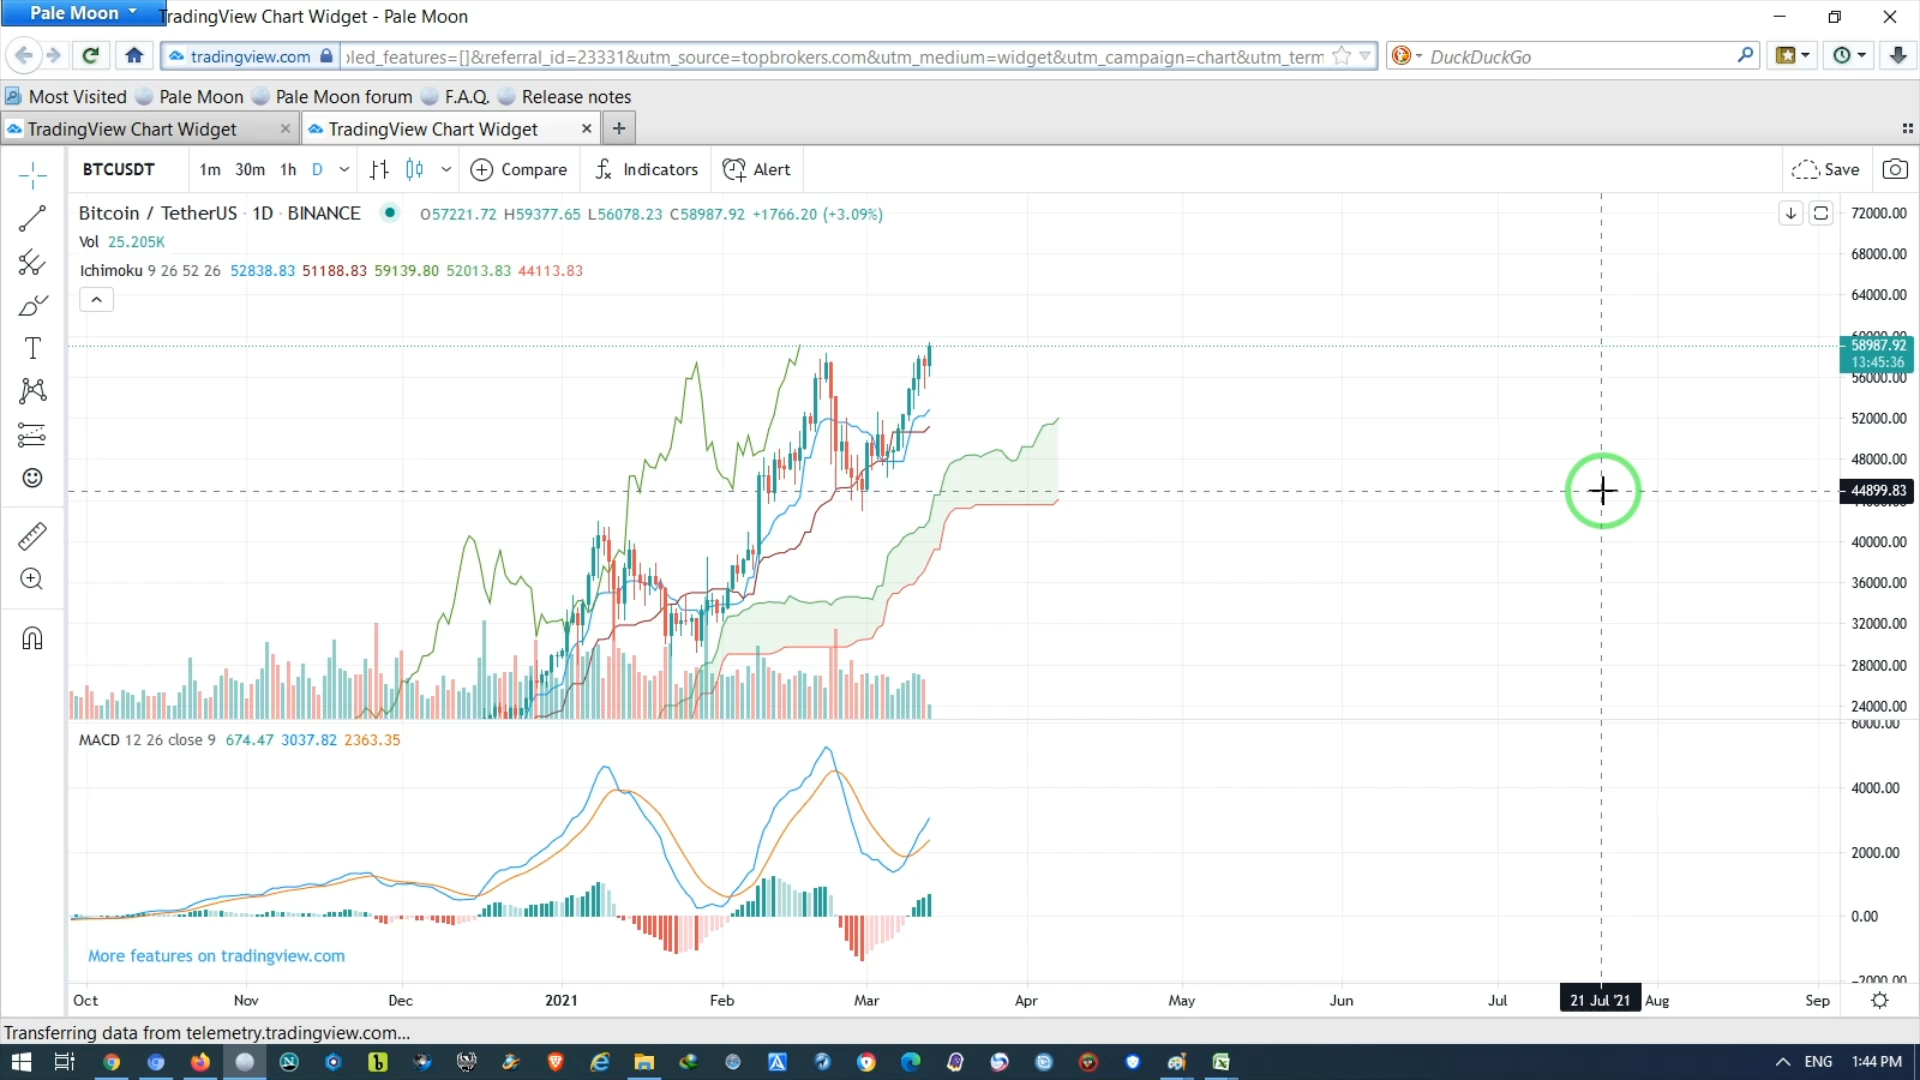 Pale Moon
TradingView Chart Widget - Pale Moon
tradingview.com
led_features=[]&referral_id=23331&utm_source=topbrokers.com&utm_medium=widget&utm_campaign=chart&utm_term
DuckDuckGo
Most Visited Pale Moon Pale Moon forum F.A.Q. Release notes
TradingView Chart Widget TradingView Chart Widget
BTCUSDT 1m 30m 1h D Compare Indicators Alert Save
Bitcoin / TetherUS · 1D · BINANCE O57221.72 H59377.65 L56078.23 C58987.92 +1766.20 (+3.09%)
Vol 25.205K
Ichimoku 9 26 52 26 52838.83 51188.83 59139.80 52013.83 44113.83
72000.00
68000.00
64000.00
60000.00
58987.92
13:45:36
56000.00
52000.00
48000.00
44899.83
40000.00
36000.00
32000.00
28000.00
24000.00
MACD 12 26 close 9 674.47 3037.82 2363.35
6000.00
4000.00
2000.00
0.00
-2000.00
More features on tradingview.com
Oct Nov Dec 2021 Feb Mar Apr May Jun Jul 21 Jul '21 Aug Sep
Transferring data from telemetry.tradingview.com...
ENG 1:44 PM